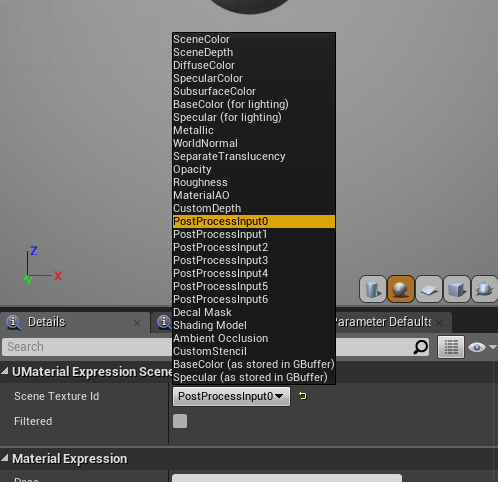 SceneColor
SceneDepth
DiffuseColor
SpecularColor
SubsurfaceColor
BaseColor (for lighting)
Specular (for lighting)
Metallic
WorldNormal
SeparateTranslucency
Opacity
Roughness
MaterialAO
CustomDepth
PostProcessInput0
PostProcessInput1
PostProcessInput2
PostProcessInput3
PostProcessInput4
PostProcessInput5
PostProcessInput6
Decal Mask
Shading Model
Ambient Occlusion
CustomStencil
BaseColor (as stored in GBuffer)
Specular (as stored in GBuffer)
Z
X
Details
Parameter Defaults
Search
UMaterial Expression Scene
Scene Texture Id
PostProcessInput0
Filtered
Material Expression